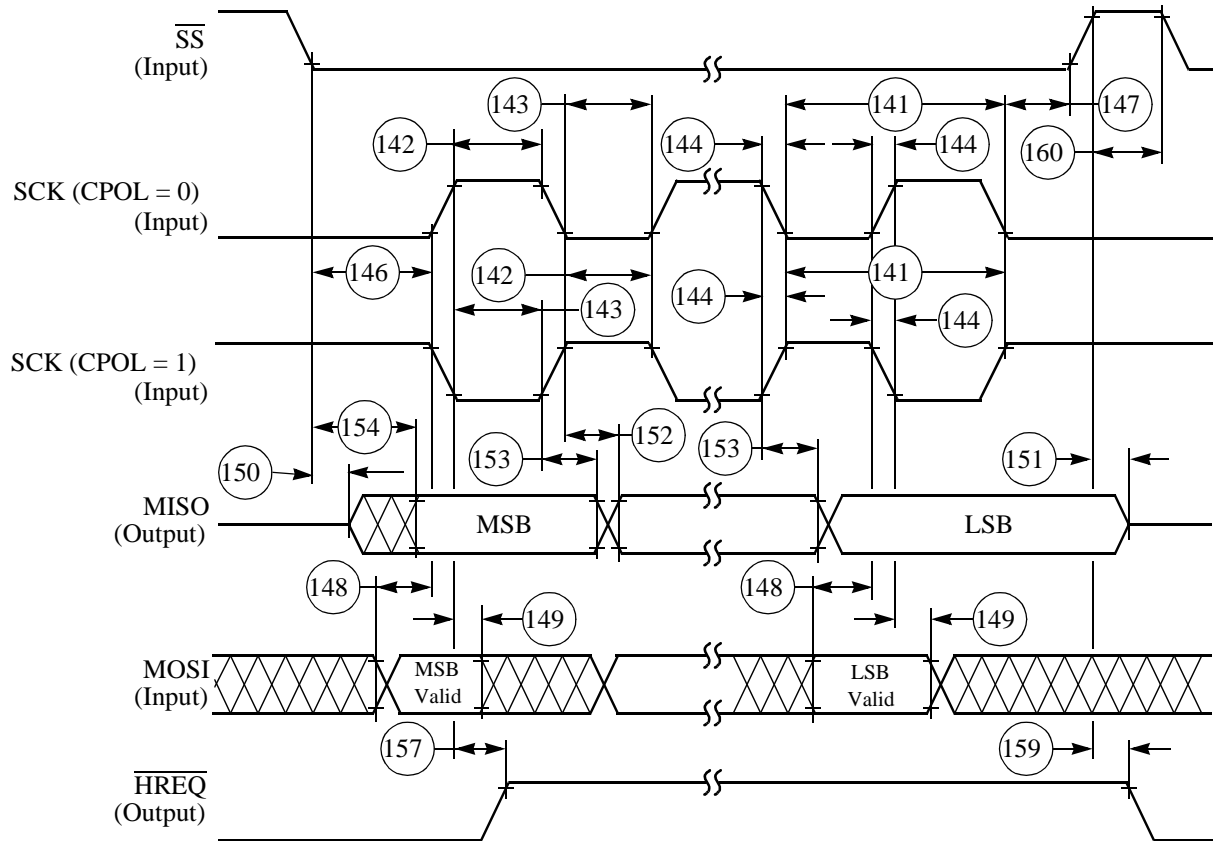 SS
(Input)
143
141
147
142
144
144
160
SCK (CPOL = 0)
(Input)
146
142
144
141
143
144
SCK (CPOL = 1)
(Input)
154
152
150
153
153
151
MISO
(Output)
MSB
LSB
148
148
149
149
MOSI
(Input)
MSB
Valid
LSB
Valid
157
159
HREQ
(Output)